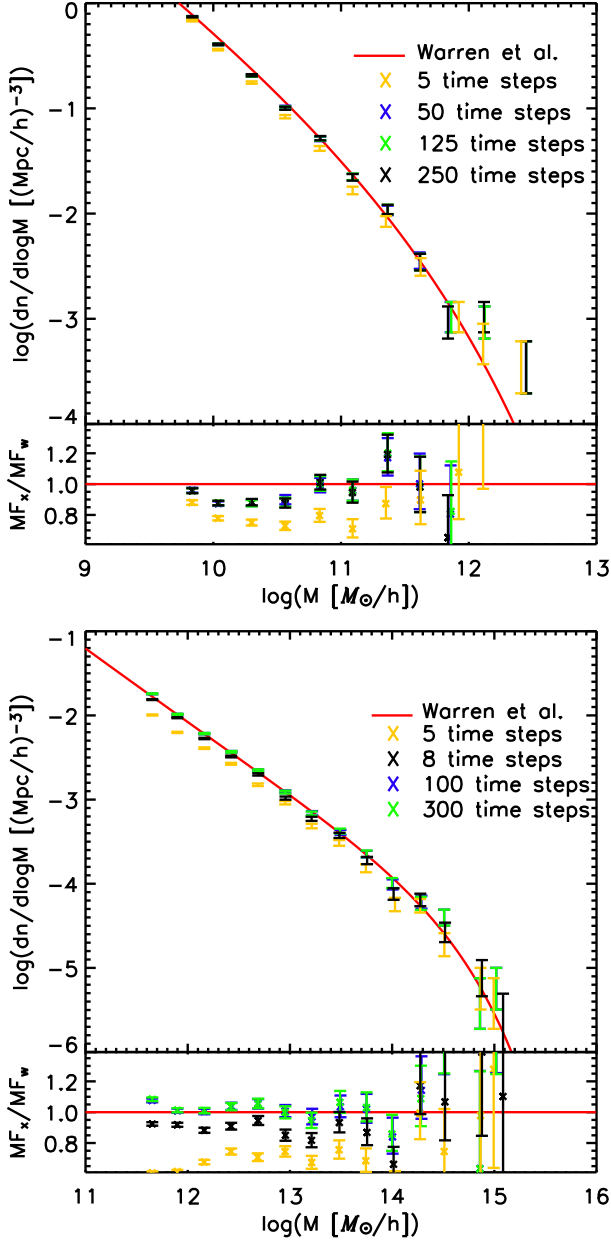 0
-1
-2
-3
-4
log(dn/dlogM [(Mpc/h)⁻³])
Warren et al.
5 time steps
50 time steps
125 time steps
250 time steps
1.2
1.0
0.8
MFₓ/MF_w
9 10 11 12 13
log(M [M⊙/h])
-1
-2
-3
-4
-5
-6
log(dn/dlogM [(Mpc/h)⁻³])
Warren et al.
5 time steps
8 time steps
100 time steps
300 time steps
1.2
1.0
0.8
MFₓ/MF_w
11 12 13 14 15 16
log(M [M⊙/h])